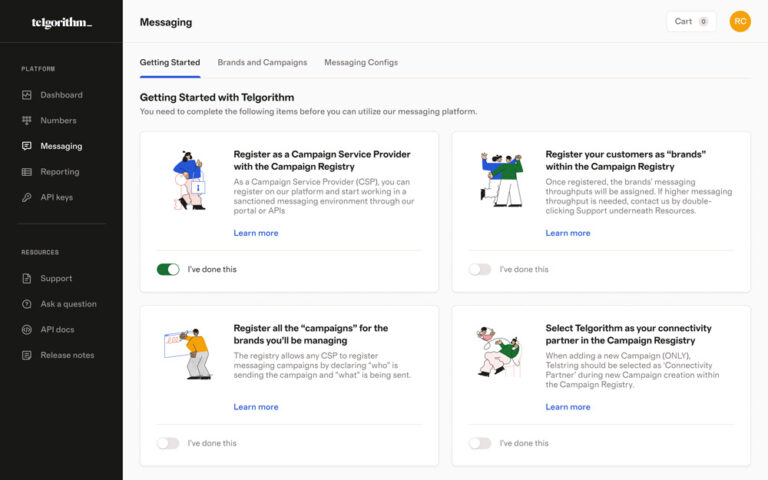 telgorithm_
Messaging
Cart 0
RC
PLATFORM
Dashboard
Numbers
Messaging
Reporting
API keys
RESOURCES
Support
Ask a question
API docs
Release notes
Getting Started
Brands and Campaigns
Messaging Configs
Getting Started with Telgorithm
You need to complete the following items before you can utilize our messaging platform.
Register as a Campaign Service Provider
with the Campaign Registry
As a Campaign Service Provider (CSP), you can
register on our platform and start working in a
sanctioned messaging environment through our
portal or APIs
Learn more
I've done this
Register your customers as “brands”
within the Campaign Registry
Once registered, the brands’ messaging
throughputs will be assigned. If higher messaging
throughput is needed, contact us by double-
clicking Support underneath Resources.
Learn more
I've done this
Register all the “campaigns” for the
brands you’ll be managing
The registry allows any CSP to register
messaging campaigns by declaring “who” is
sending the campaign and “what” is being sent.
Learn more
I've done this
Select Telgorithm as your connectivity
partner in the Campaign Resgistry
When adding a new Campaign (ONLY),
Telstring should be selected as ‘Connectivity
Partner’ during new Campaign creation within
the Campaign Registry.
Learn more
I've done this